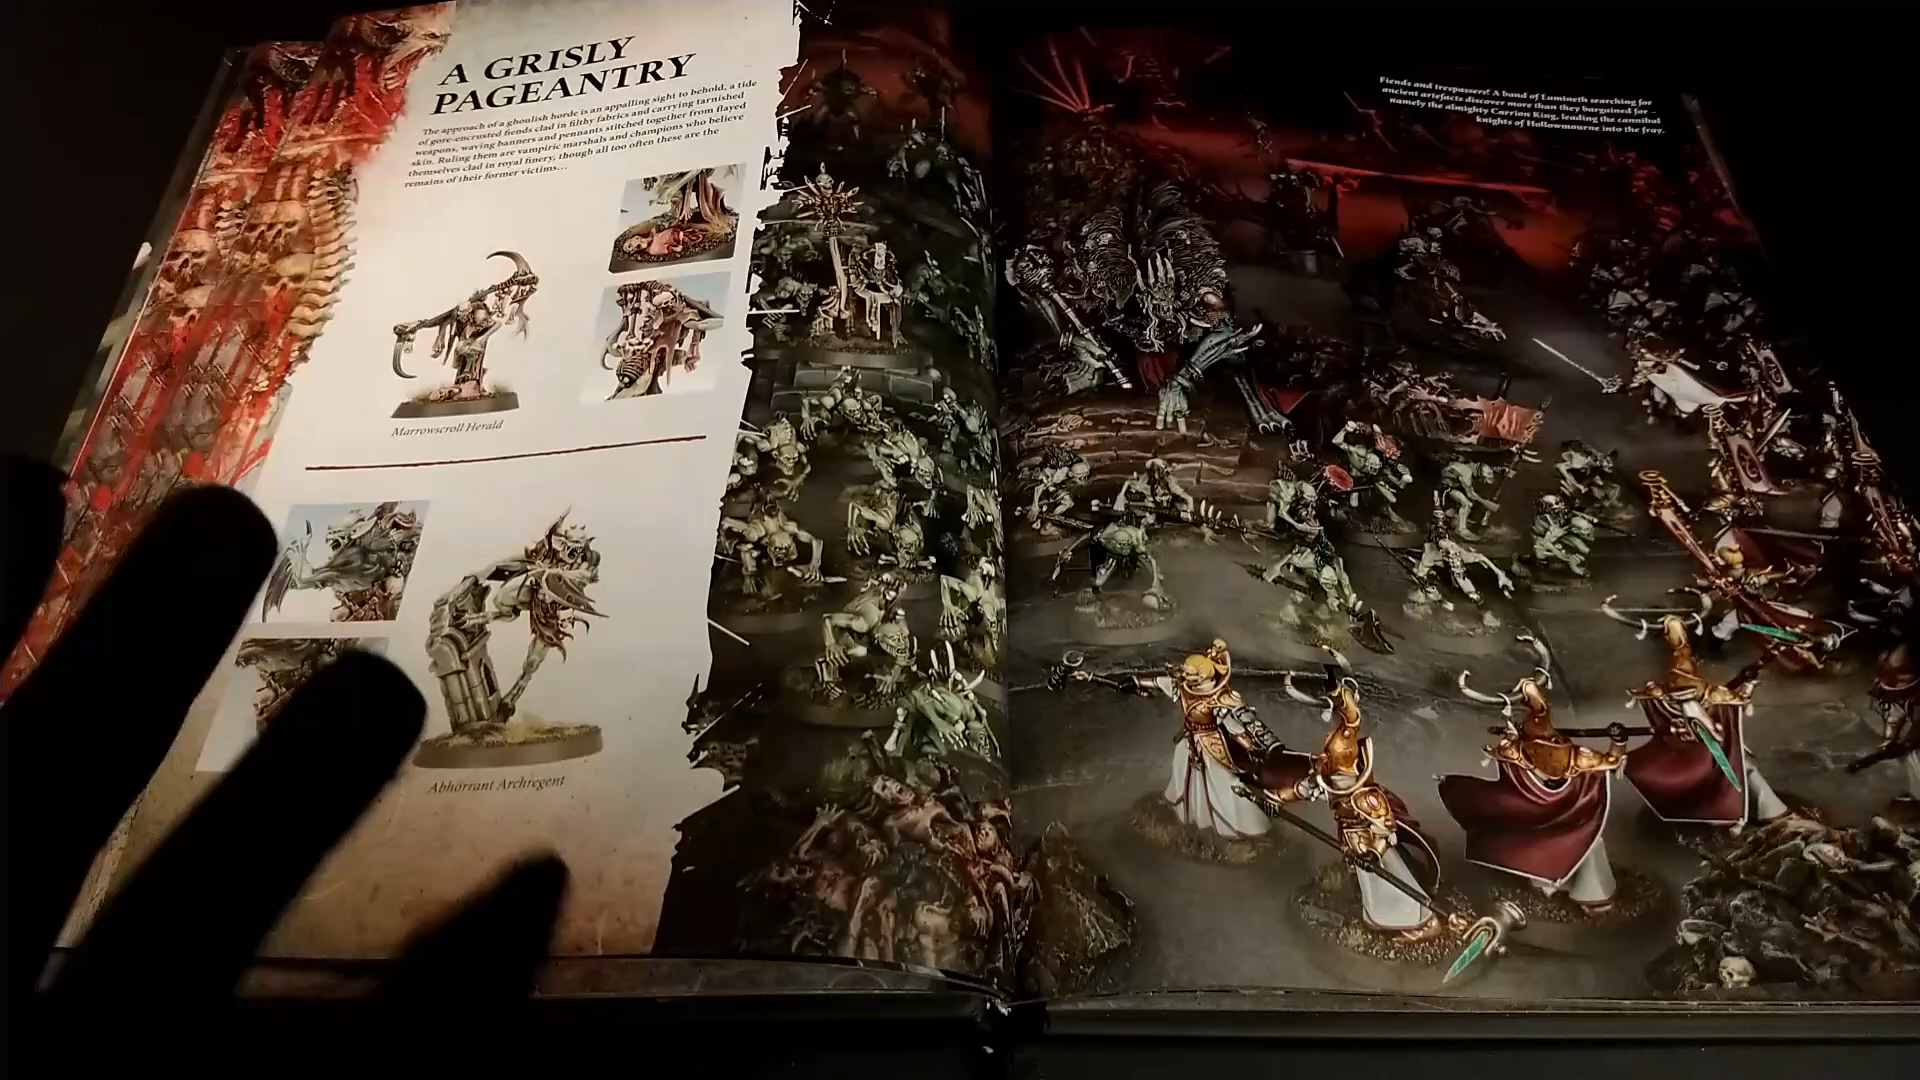 A GRISLY
PAGEANTRY
The approach of a ghoulish horde is an appalling sight to behold, a tide
of gore-encrusted fiends clad in filthy fabrics and carrying tarnished
weapons, waving banners and pennants stitched together from flayed
skin. Ruling them are vampiric marshals and champions who believe
themselves clad in royal finery, though all too often these are the
remains of their former victims...
Marrowscroll Herald
Abhorrant Archregent
Fiends and trespassers! A band of Lumineth searching for
ancient artefacts discover more than they bargained for –
namely the almighty Carrion King, leading the cannibal
knights of Hollowmourne into the fray.